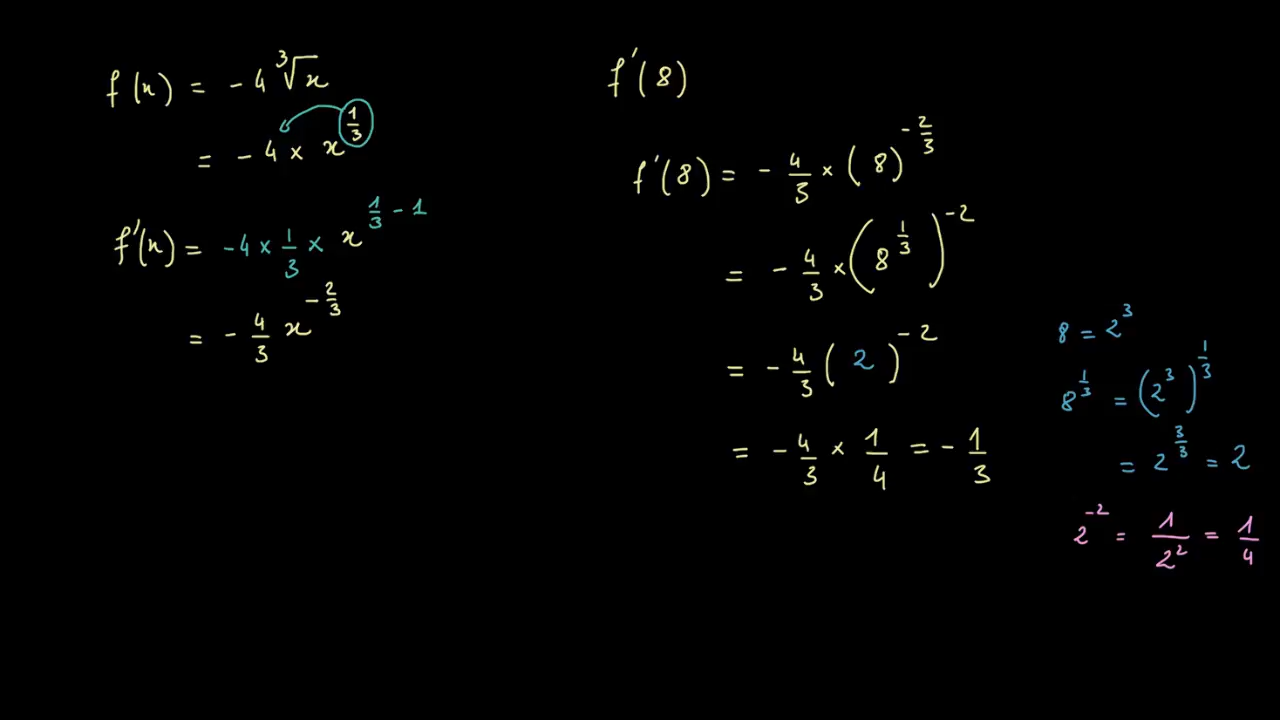 f(x) = -4 ∛x
= -4 × x^{1/3}
f'(x) = -4 × 1/3 × x^{1/3 - 1}
= -4/3 x^{-2/3}
f'(8)
f'(8) = -4/3 × (8)^{-2/3}
= -4/3 × (8^{1/3})^{-2}
= -4/3 (2)^{-2}
= -4/3 × 1/4 = -1/3
8 = 2^3
8^{1/3} = (2^3)^{1/3}
= 2^{3/3} = 2
2^{-2} = 1/2^2 = 1/4